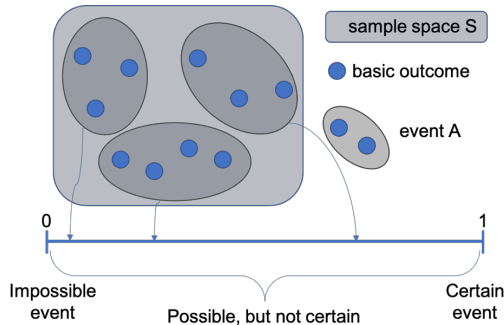 sample space S
basic outcome
event A
0
1
Impossible
event
Possible, but not certain
Certain
event